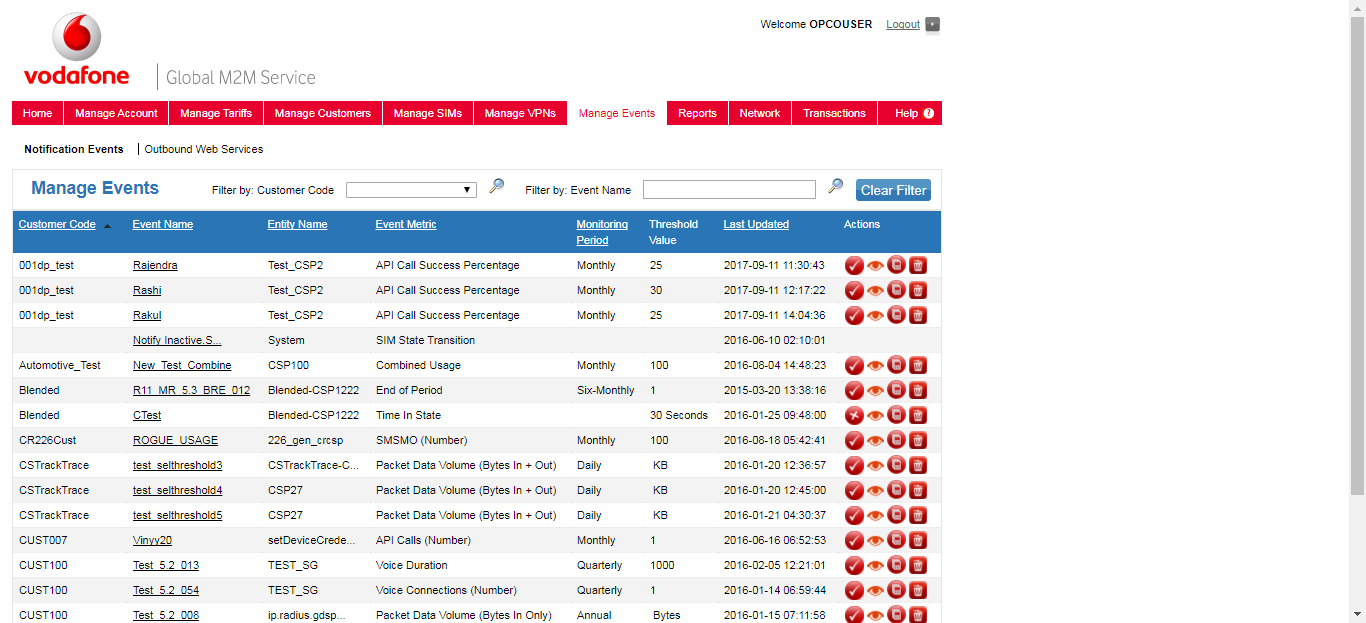 Welcome OPCOUSER Logout
vodafone Global M2M Service
Home Manage Account Manage Tariffs Manage Customers Manage SIMs Manage VPNs Manage Events Reports Network Transactions Help ?
Notification Events Outbound Web Services
Manage Events Filter by: Customer Code Filter by: Event Name Clear Filter
Customer Code Event Name Entity Name Event Metric Monitoring Period Threshold Value Last Updated Actions
001dp_test Rajendra Test_CSP2 API Call Success Percentage Monthly 25 2017-09-11 11:30:43
001dp_test Rashi Test_CSP2 API Call Success Percentage Monthly 30 2017-09-11 12:17:22
001dp_test Rakul Test_CSP2 API Call Success Percentage Monthly 25 2017-09-11 14:04:36
Notify Inactive.S... System SIM State Transition 2016-06-10 02:10:01
Automotive_Test New_Test_Combine CSP100 Combined Usage Monthly 100 2016-08-04 14:48:23
Blended R11_MR_5.3_BRE_012 Blended-CSP1222 End of Period Six-Monthly 1 2015-03-20 13:38:16
Blended CTest Blended-CSP1222 Time In State 30 Seconds 2016-01-25 09:48:00
CR226Cust ROGUE_USAGE 226_gen_crcsp SMSMO (Number) Monthly 100 2016-08-18 05:42:41
CSTrackTrace test_selthreshold3 CSTrackTrace-C... Packet Data Volume (Bytes In + Out) Daily KB 2016-01-20 12:36:57
CSTrackTrace test_selthreshold4 CSP27 Packet Data Volume (Bytes In + Out) Daily KB 2016-01-20 12:45:00
CSTrackTrace test_selthreshold5 CSP27 Packet Data Volume (Bytes In + Out) Daily KB 2016-01-21 04:30:37
CUST007 Vinyy20 setDeviceCrede... API Calls (Number) Monthly 1 2016-06-16 06:52:53
CUST100 Test_5.2_013 TEST_SG Voice Duration Quarterly 1000 2016-02-05 12:21:01
CUST100 Test_5.2_054 TEST_SG Voice Connections (Number) Quarterly 1 2016-01-14 06:59:44
CUST100 Test_5.2_008 ip.radius.gdsp... Packet Data Volume (Bytes In Only) Annual Bytes 2016-01-15 07:11:58